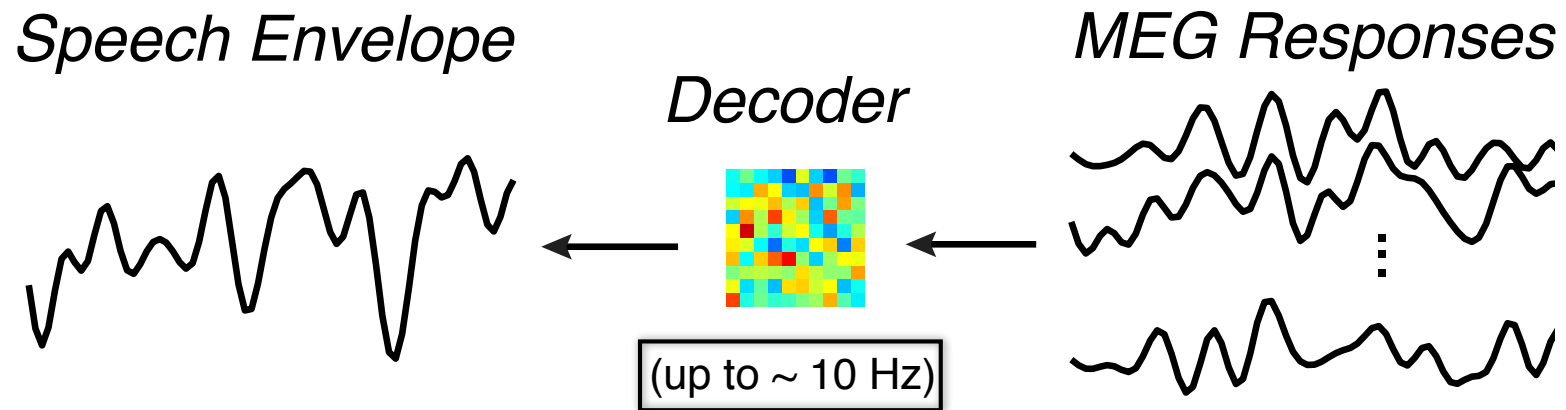 Speech Envelope
Decoder
(up to ~ 10 Hz)
MEG Responses